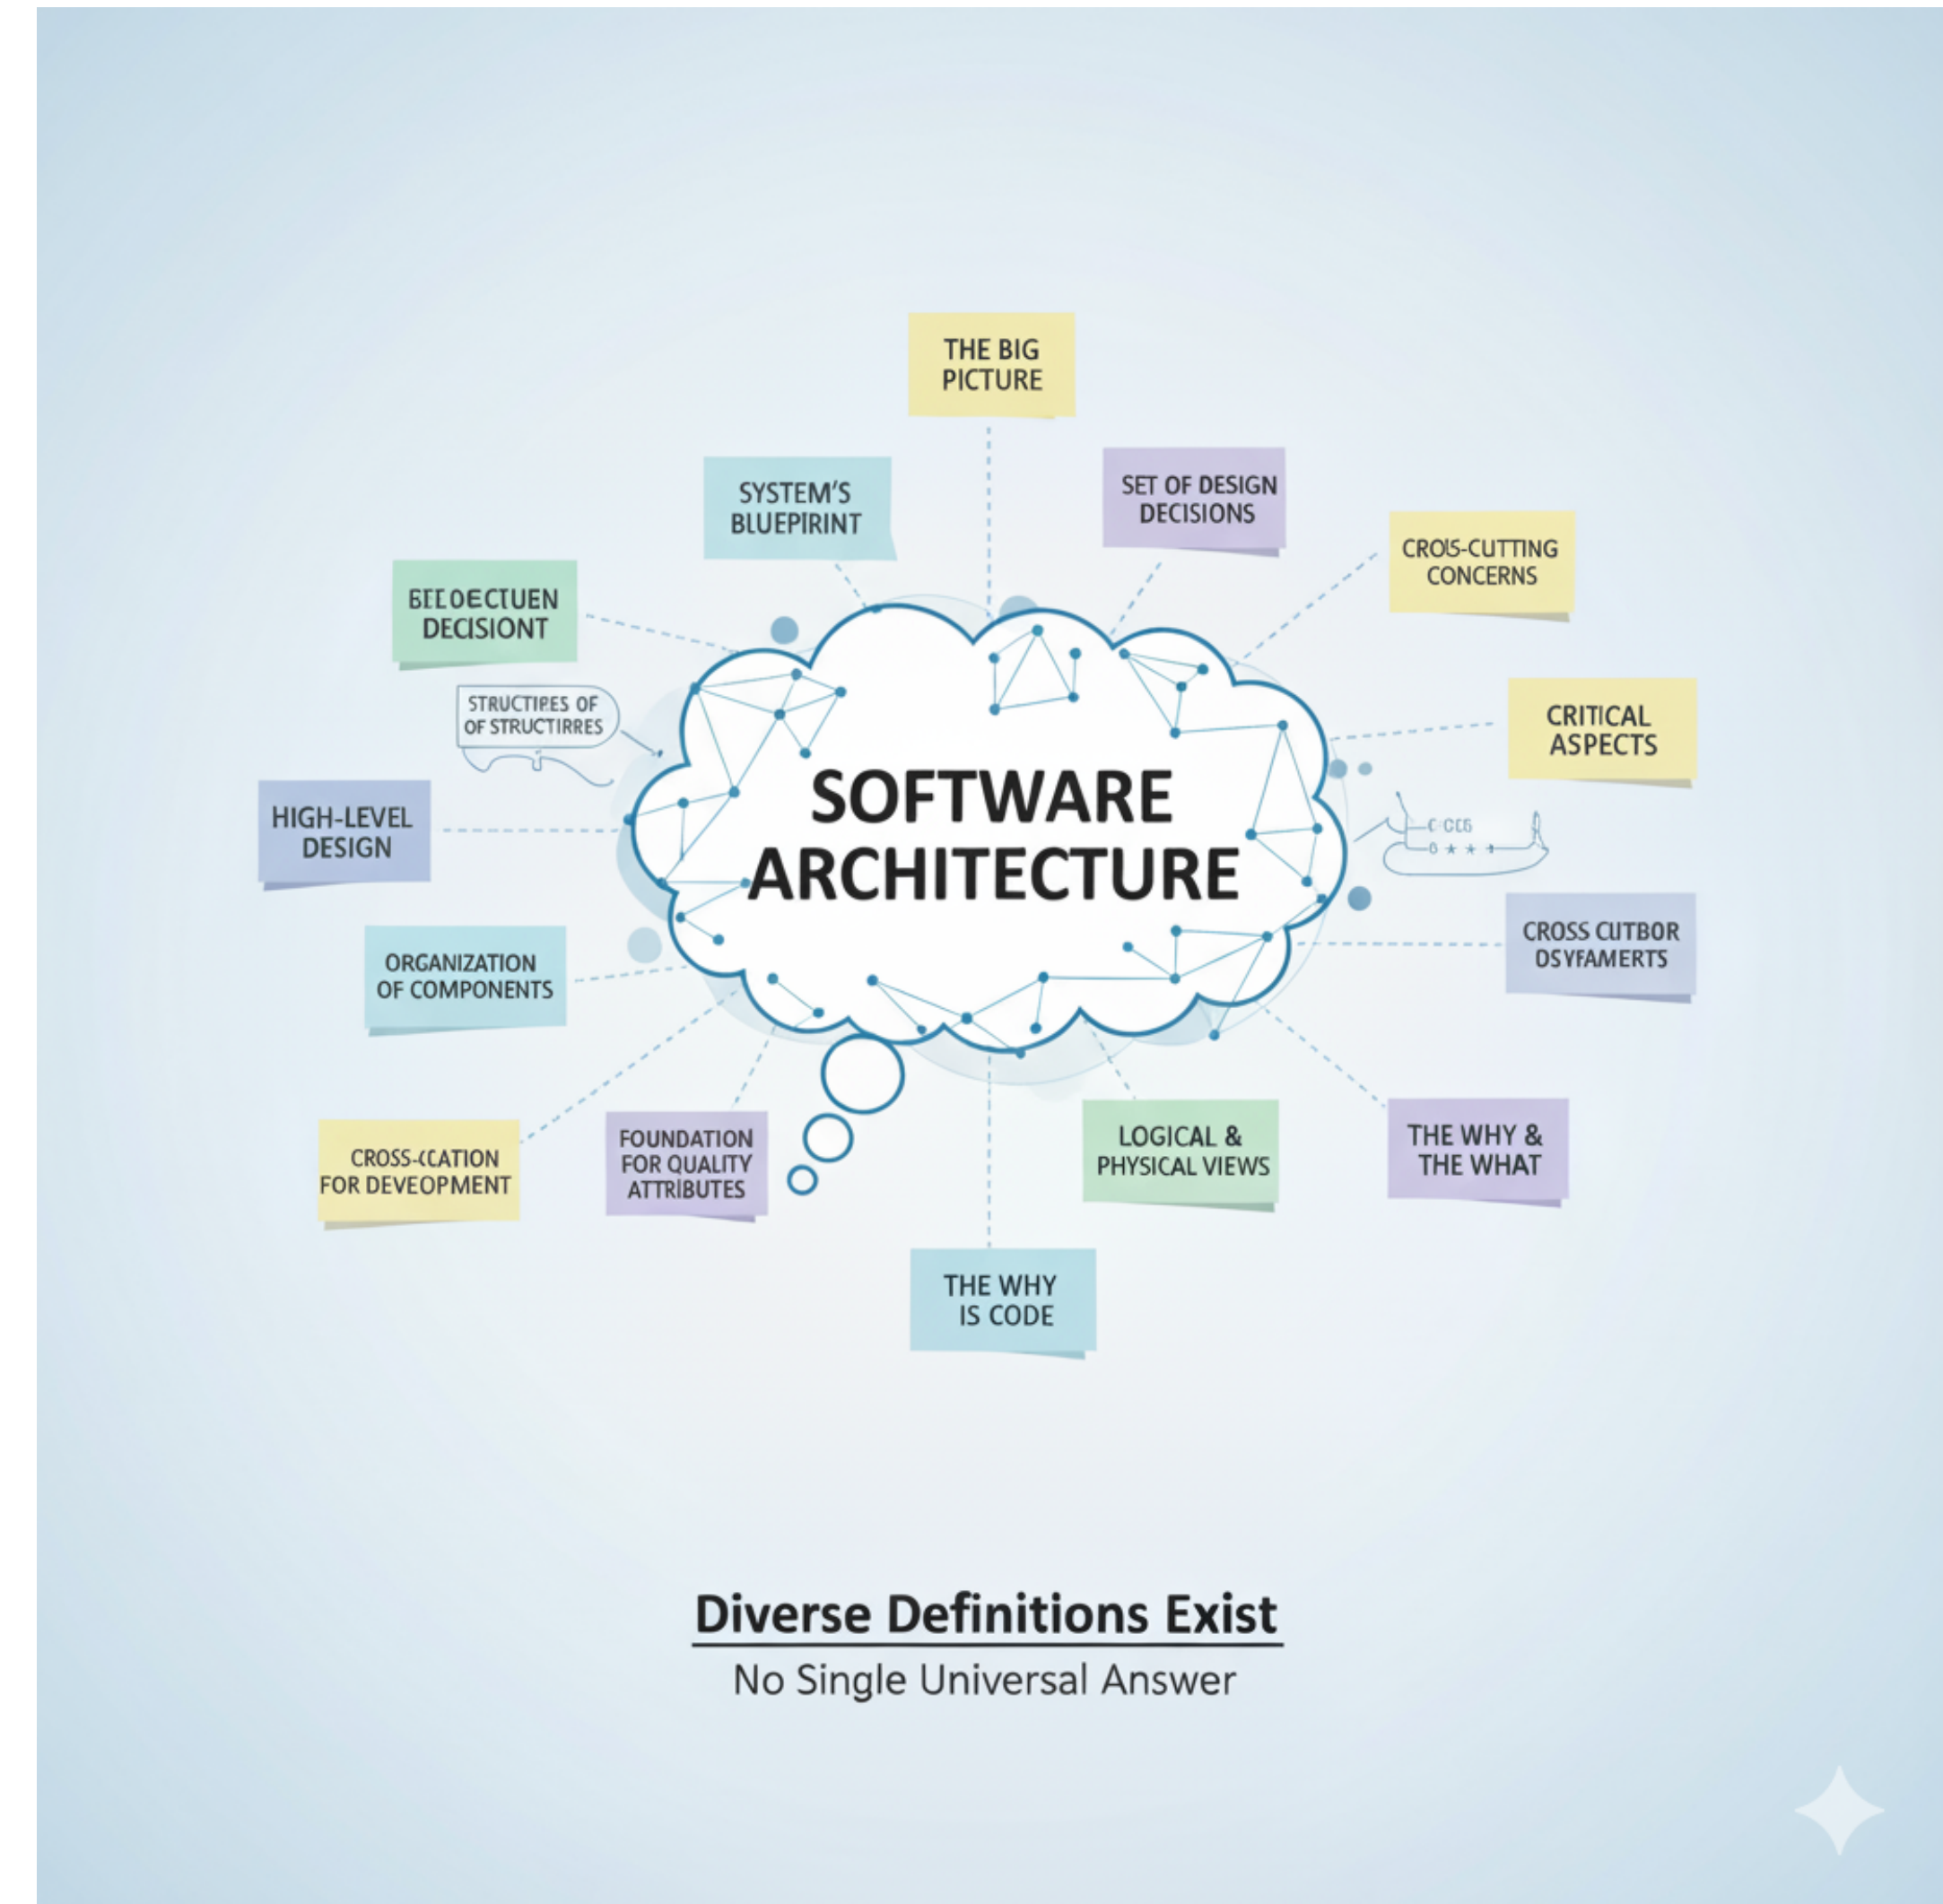 THE BIG
PICTURE
SYSTEM'S
BLUEPIRINT
SET OF DESIGN
DECISIONS
CROIS-CUTTING
CONCERNS
DECISIONT
STRUCTIRES OF
OF STRUCTIRRES
CRITICAL
ASPECTS
HIGH-LEVEL
DESIGN
SOFTWARE
ARCHITECTURE
CROSS CUTBOR
DSYFAMERTS
ORGANIZATION
OF COMPONENTS
CROSS-CCATION
FOR DEVEOPMENT
FOUNDATION
FOR QUALITY
ATTRIBUTES
LOGICAL &
PHYSICAL VIEWS
THE WHY &
THE WHAT
THE WHY
IS CODE
Diverse Definitions Exist
No Single Universal Answer